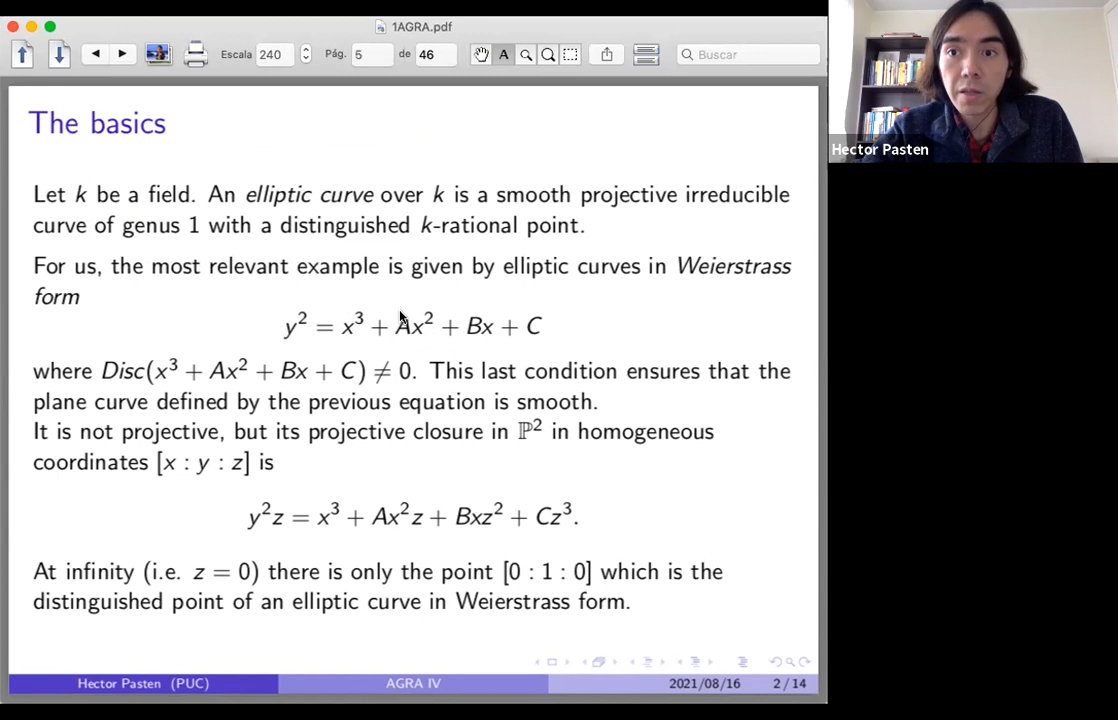 1AGRA.pdf
Escala 240 Pág. 5 de 46 A Buscar
Hector Pasten
The basics
Let k be a field. An elliptic curve over k is a smooth projective irreducible
curve of genus 1 with a distinguished k-rational point.
For us, the most relevant example is given by elliptic curves in Weierstrass
form
y² = x³ + Ax² + Bx + C
where Disc(x³ + Ax² + Bx + C) ≠ 0. This last condition ensures that the
plane curve defined by the previous equation is smooth.
It is not projective, but its projective closure in ℙ² in homogeneous
coordinates [x : y : z] is
y²z = x³ + Ax²z + Bxz² + Cz³.
At infinity (i.e. z = 0) there is only the point [0 : 1 : 0] which is the
distinguished point of an elliptic curve in Weierstrass form.
Hector Pasten (PUC) AGRA IV 2021/08/16 2 / 14